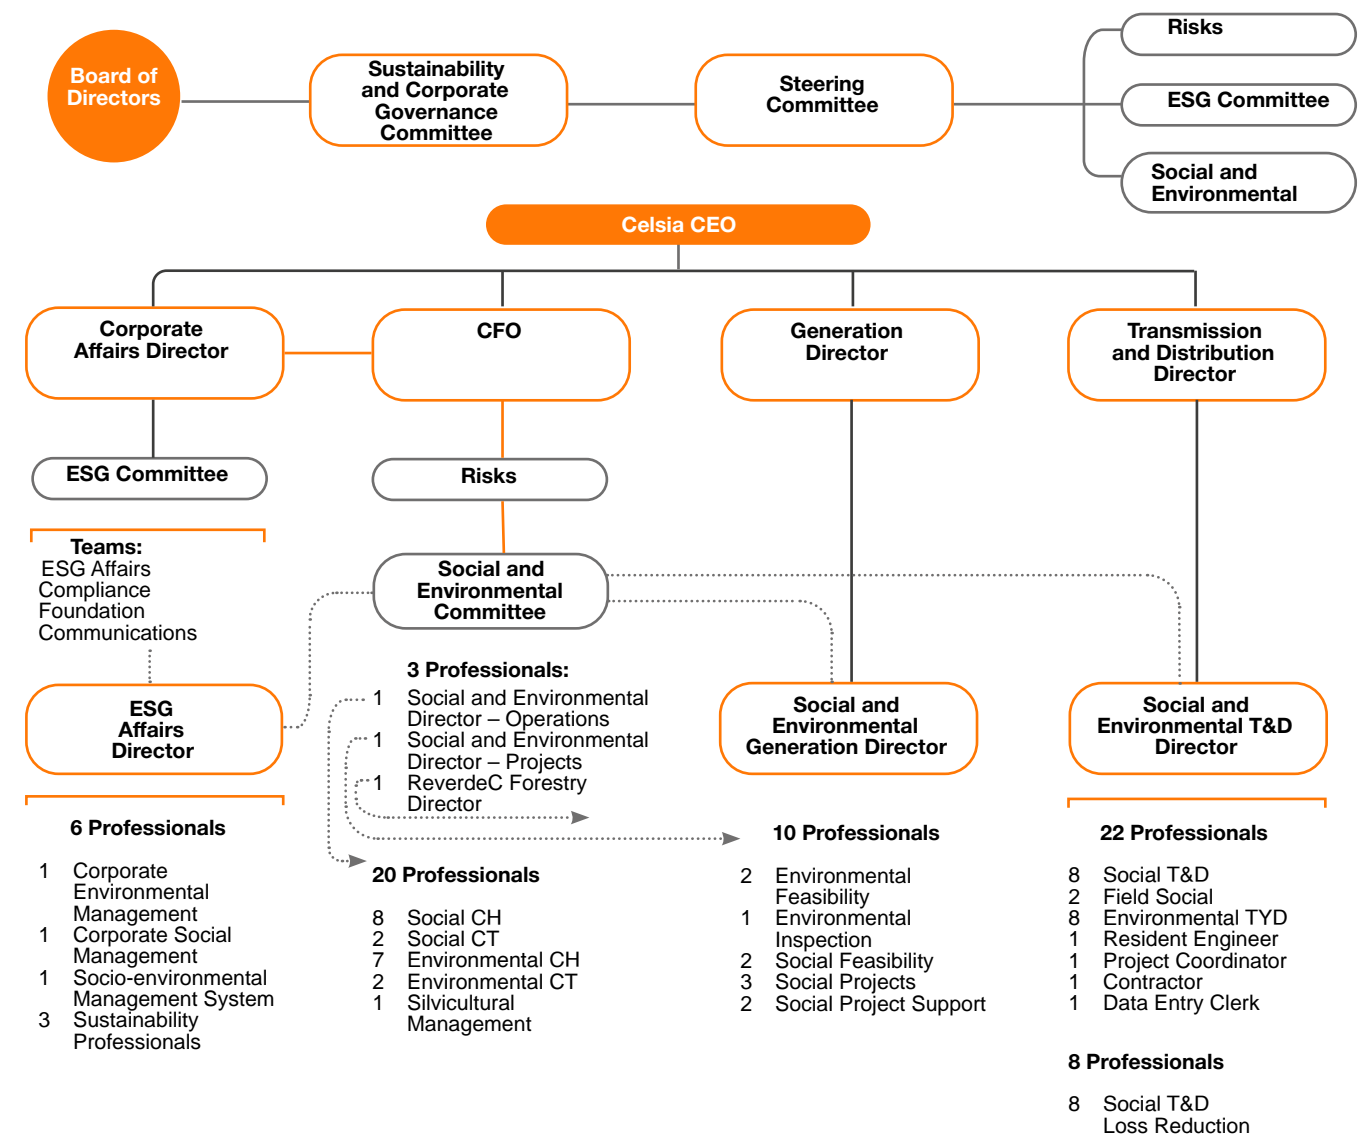 Board of
Directors
Sustainability
and Corporate
Governance
Committee
Steering
Committee
Risks
ESG Committee
Social and
Environmental
Celsia CEO
Corporate
Affairs Director
CFO
Generation
Director
Transmission
and Distribution
Director
ESG Committee
Risks
Teams:
ESG Affairs
Compliance
Foundation
Communications
Social and
Environmental
Committee
3 Professionals:
1 Social and Environmental
Director – Operations
1 Social and Environmental
Director – Projects
1 ReverdeC Forestry
Director
ESG
Affairs
Director
Social and
Environmental
Generation Director
Social and
Environmental T&D
Director
6 Professionals
1 Corporate
Environmental
Management
1 Corporate Social
Management
1 Socio-environmental
Management System
3 Sustainability
Professionals
20 Professionals
8 Social CH
2 Social CT
7 Environmental CH
2 Environmental CT
1 Silvicultural
Management
10 Professionals
2 Environmental
Feasibility
1 Environmental
Inspection
2 Social Feasibility
3 Social Projects
2 Social Project Support
22 Professionals
8 Social T&D
2 Field Social
8 Environmental TYD
1 Resident Engineer
1 Project Coordinator
1 Contractor
1 Data Entry Clerk
8 Professionals
8 Social T&D
Loss Reduction